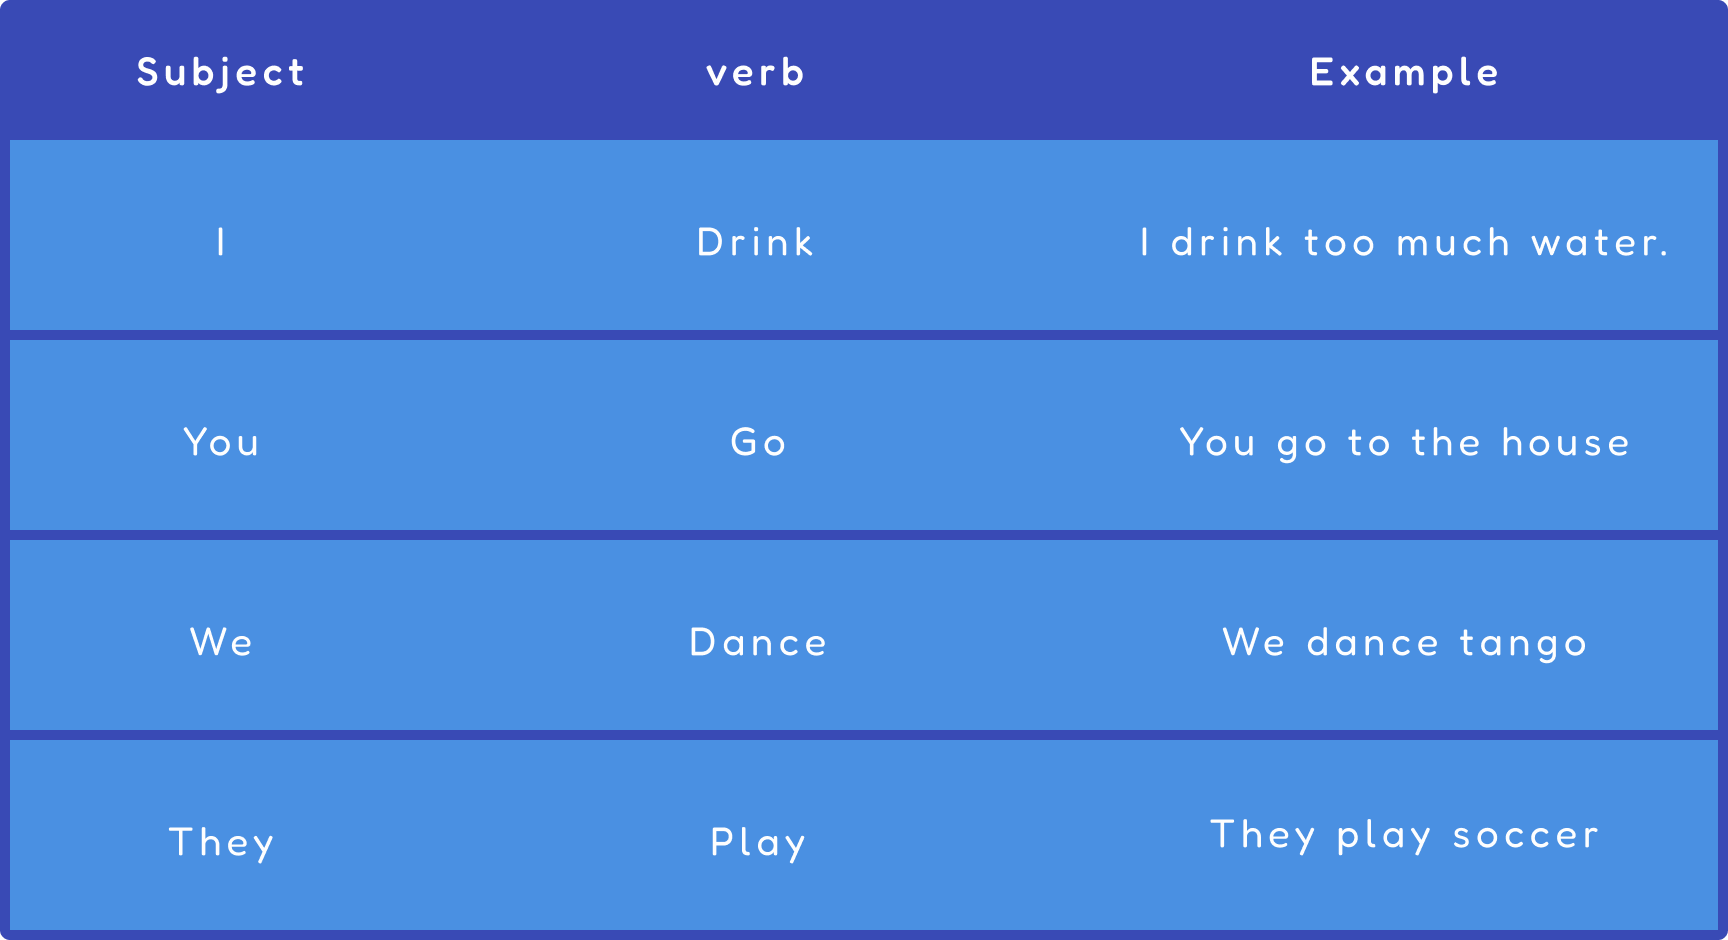 Subject verb Example
I Drink I drink too much water.
You Go You go to the house
We Dance We dance tango
They Play They play soccer